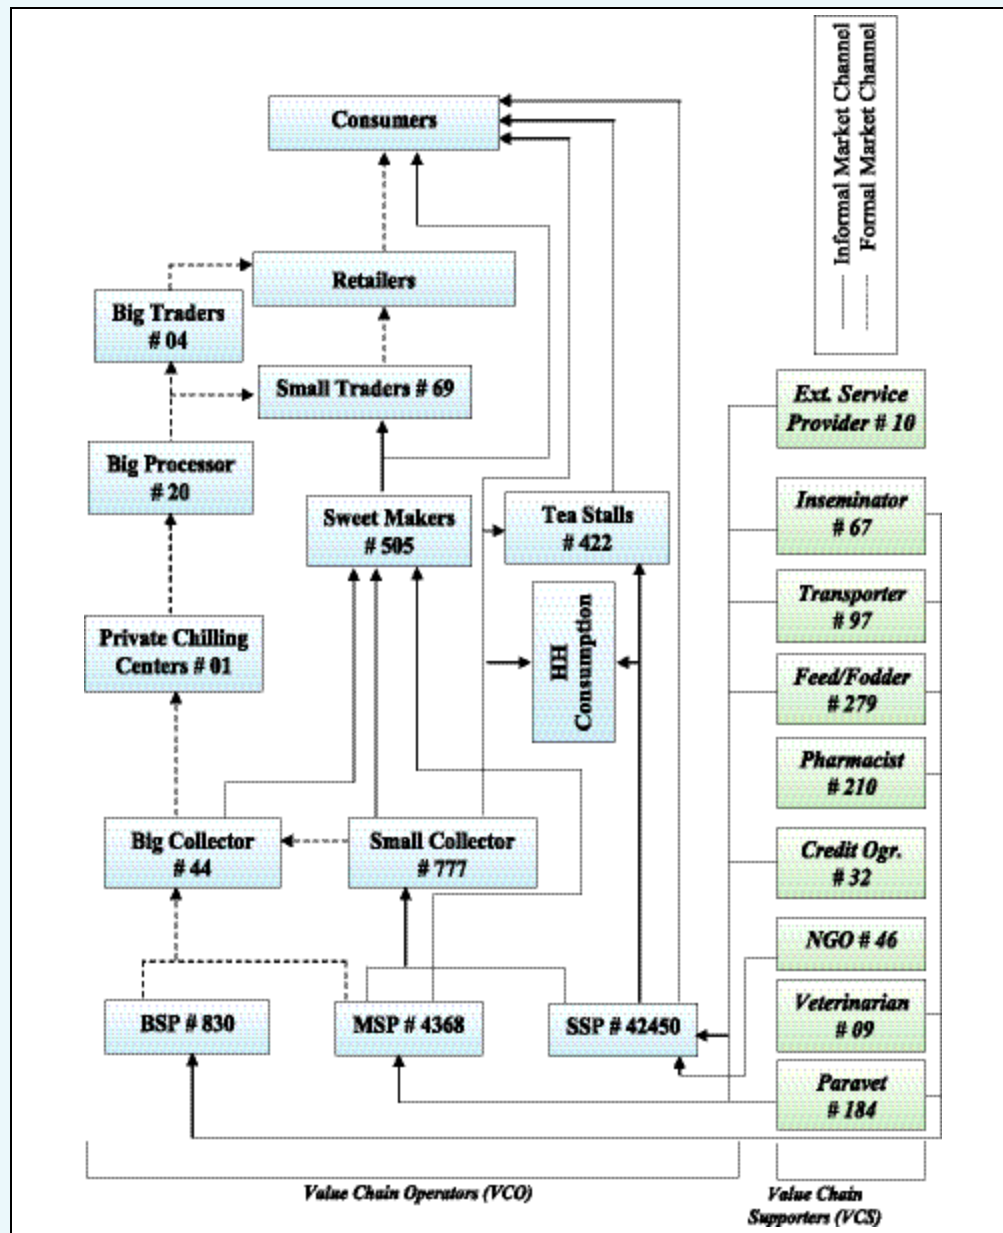 Consumers
Informal Market Channel
Formal Market Channel
Retailers
Big Traders
# 04
Small Traders # 69
Ext. Service
Provider # 10
Big Processor
# 20
Sweet Makers
# 505
Tea Stalls
# 422
Inseminator
# 67
HH
Consumption
Transporter
# 97
Private Chilling
Centers # 01
Feed/Fodder
# 279
Pharmacist
# 210
Big Collector
# 44
Small Collector
# 777
Credit Ogr.
# 32
NGO # 46
BSP # 830
MSP # 4368
SSP # 42450
Veterinarian
# 09
Paravet
# 184
Value Chain Operators (VCO)
Value Chain
Supporters (VCS)